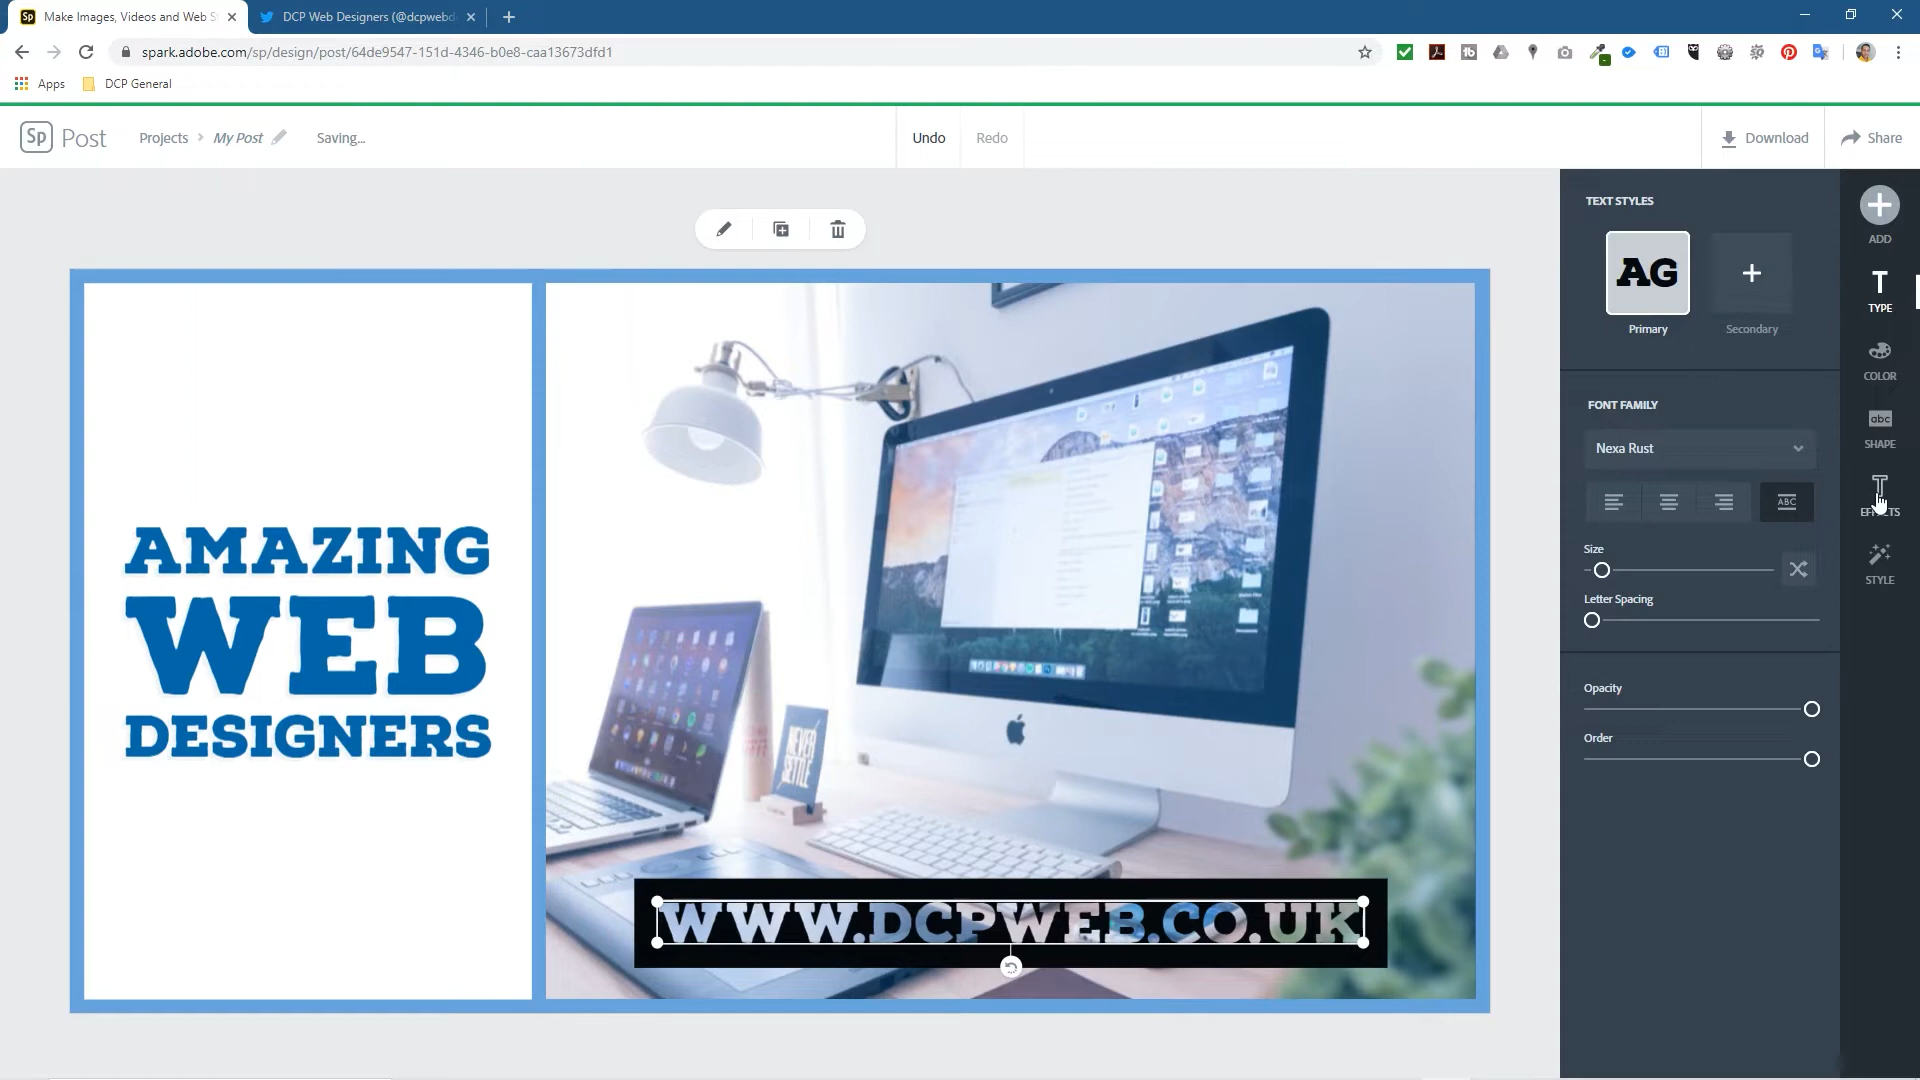 Make Images, Videos and Web S
DCP Web Designers (@dcpwebd
spark.adobe.com/sp/design/post/64de9547-151d-4346-b0e8-caa13673dfd1
Apps
DCP General
Sp Post
Projects > My Post
Saving...
Undo
Redo
Download
Share
TEXT STYLES
AG
Primary
Secondary
FONT FAMILY
Nexa Rust
ABC
Size
Letter Spacing
Opacity
Order
ADD
TYPE
COLOR
abc
SHAPE
EFFECTS
STYLE
AMAZING
WEB
DESIGNERS
NEVER
SETTLE
WWW.DCPWEB.CO.UK